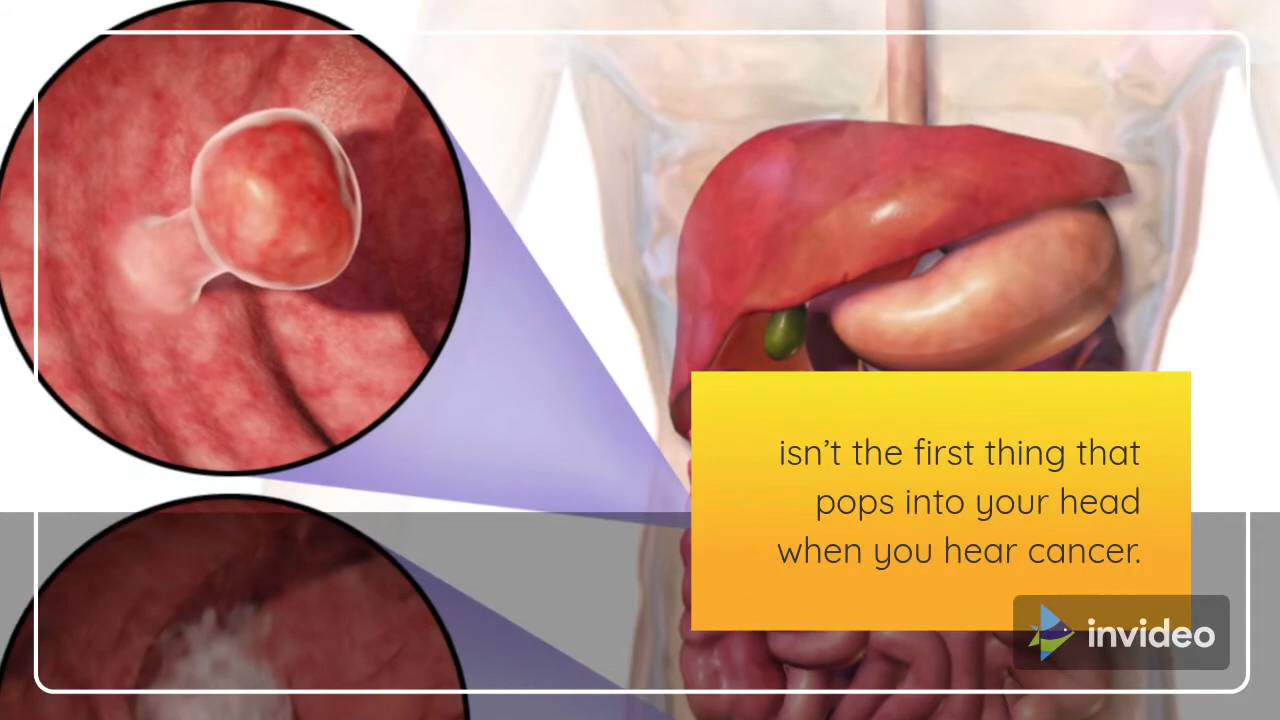 isn’t the first thing that
pops into your head
when you hear cancer.
invideo